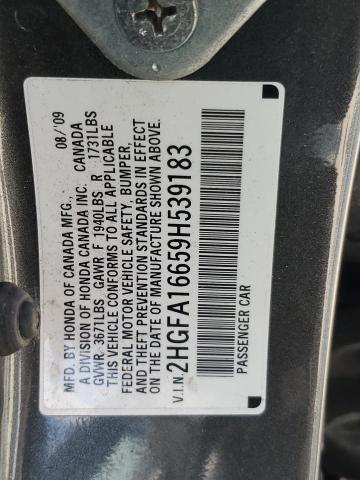 MFD. BY HONDA OF CANADA MFG., 08/'09
A DIVISION OF HONDA CANADA INC. CANADA
GVWR 3671LBS GAWR F 1940LBS R 1731LBS
THIS VEHICLE CONFORMS TO ALL APPLICABLE
FEDERAL MOTOR VEHICLE SAFETY, BUMPER,
AND THEFT PREVENTION STANDARDS IN EFFECT
ON THE DATE OF MANUFACTURE SHOWN ABOVE.
V.I.N. 2HGFA16659H539183
PASSENGER CAR